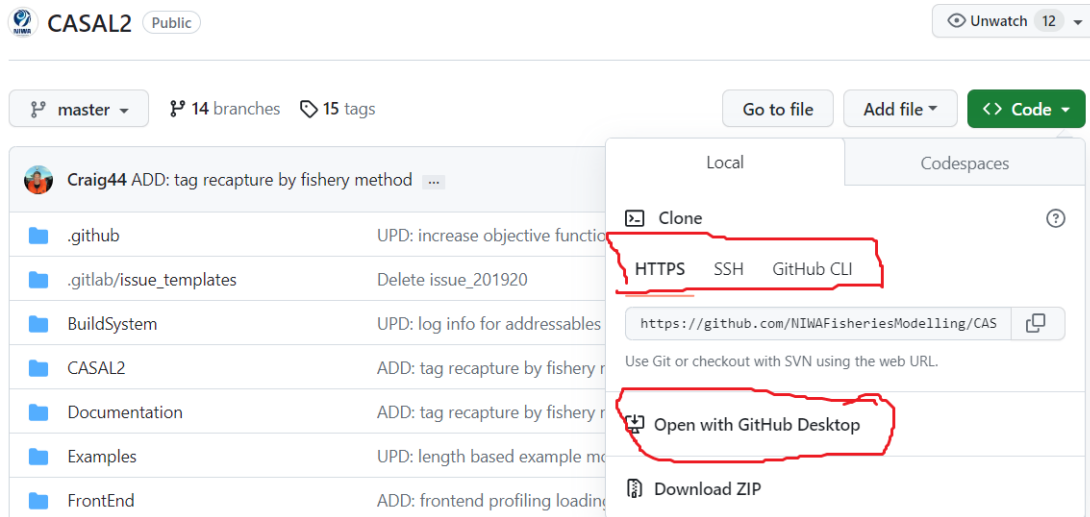 NIWA
CASAL2 Public
Unwatch 12
master 14 branches 15 tags
Go to file Add file Code
Local Codespaces
Craig44 ADD: tag recapture by fishery method ...
Clone
.github UPD: increase objective functio
HTTPS SSH GitHub CLI
.gitlab/issue_templates Delete issue_201920
BuildSystem UPD: log info for addressables
https://github.com/NIWAFisheriesModelling/CAS
Use Git or checkout with SVN using the web URL.
CASAL2 ADD: tag recapture by fishery r
Documentation ADD: tag recapture by fishery r
Open with GitHub Desktop
Examples UPD: length based example mo
Download ZIP
FrontEnd ADD: frontend profiling loading